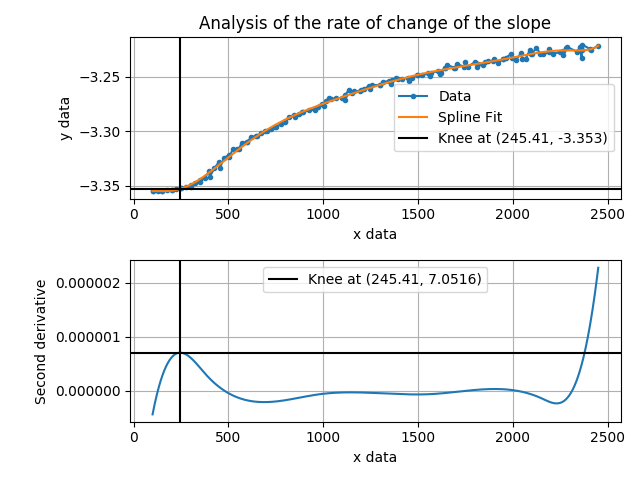 Analysis of the rate of change of the slope
y data
−3.25
−3.30
−3.35
Data
Spline Fit
Knee at (245.41, -3.353)
0 500 1000 1500 2000 2500
x data
Second derivative
0.000002
0.000001
0.000000
Knee at (245.41, 7.0516)
0 500 1000 1500 2000 2500
x data